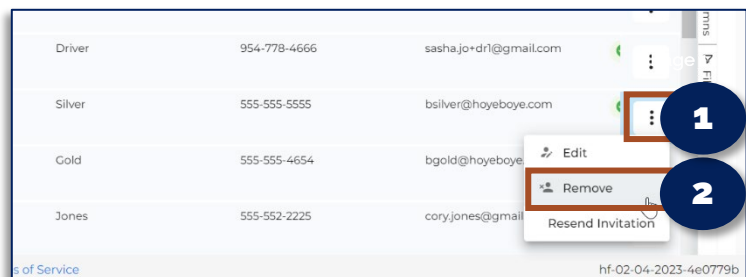 mns
Driver 954-778-4666 sasha.jo+dr1@gmail.com
Silver 555-555-5555 bsilver@hoyeboye.com
1
Edit
Gold 555-555-4654 bgold@hoyeboye.
Remove
2
Jones 555-552-2225 cory.jones@gmail
Resend Invitation
s of Service hf-02-04-2023-4e0779b